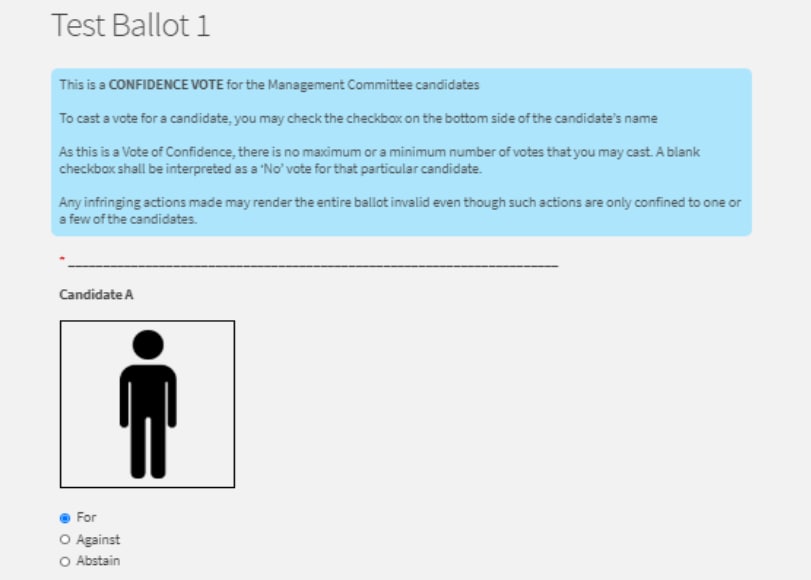 Test Ballot 1
This is a CONFIDENCE VOTE for the Management Committee candidates
To cast a vote for a candidate, you may check the checkbox on the bottom side of the candidate's name
As this is a Vote of Confidence, there is no maximum or a minimum number of votes that you may cast. A blank
checkbox shall be interpreted as a 'No' vote for that particular candidate.
Any infringing actions made may render the entire ballot invalid even though such actions are only confined to one or
a few of the candidates.
* ______________________________________________________________________
Candidate A
For
Against
Abstain